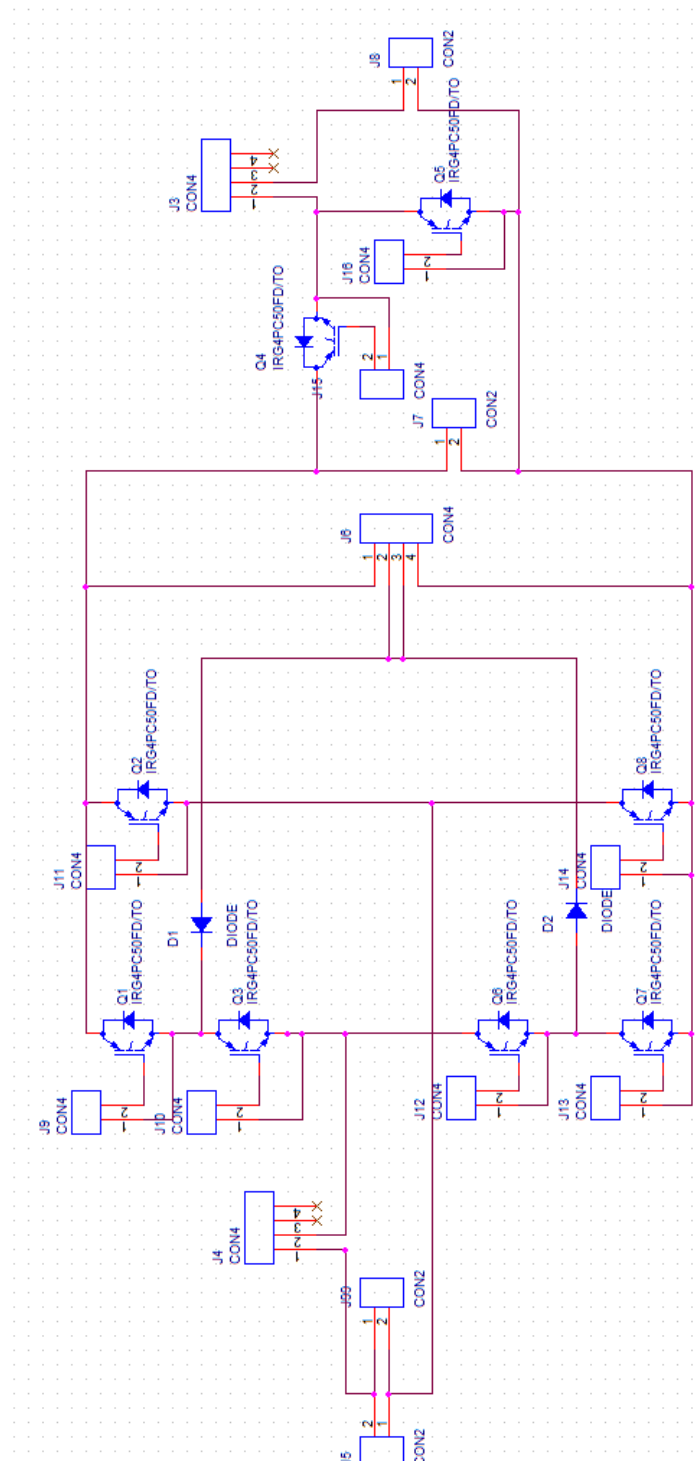 J8
CON2
1
2
J3
CON4
1
2
3
4
Q5
IRG4PC50FD/TO
J16
CON4
1
2
Q4
IRG4PC50FD/TO
J15
2
1
CON4
J7
CON2
1
2
J6
CON4
1
2
3
4
Q2
IRG4PC50FD/TO
J11
CON4
1
2
Q8
IRG4PC50FD/TO
J14
CON4
1
2
D1
DIODE
D2
DIODE
Q1
IRG4PC50FD/TO
J9
CON4
1
2
Q3
IRG4PC50FD/TO
J10
CON4
1
2
Q6
IRG4PC50FD/TO
J12
CON4
1
2
Q7
IRG4PC50FD/TO
J13
CON4
1
2
J4
CON4
1
2
3
4
J99
CON2
1
2
2
1
CON2